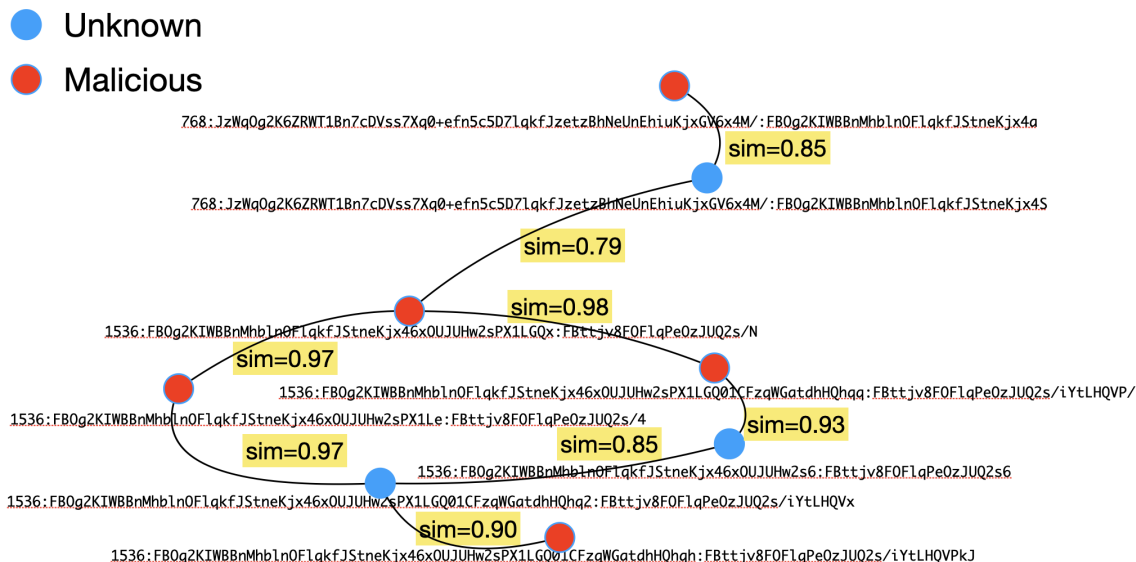 Unknown
Malicious
768:JzWqOg2K6ZRWT1Bn7cDVss7Xq0+efn5c5D7lqkfJzetzBhNeUnEhiuKjxGV6x4M/:FBOg2KIWBBnMhblnOFlqkfJStneKjx4a
sim=0.85
768:JzWqOg2K6ZRWT1Bn7cDVss7Xq0+efn5c5D7lqkfJzetzBhNeUnEhiuKjxGV6x4M/:FBOg2KIWBBnMhblnOFlqkfJStneKjx4S
sim=0.79
sim=0.98
1536:FBOg2KIWBBnMhblnOFlqkfJStneKjx46xOUJUHw2sPX1LGQx:FBttjv8FOFlqPeOzJUQ2s/N
sim=0.97
1536:FBOg2KIWBBnMhblnOFlqkfJStneKjx46xOUJUHw2sPX1LGQ01CFzqWGatdhHQhqq:FBttjv8FOFlqPeOzJUQ2s/iYtLHQVP/
1536:FBOg2KIWBBnMhblnOFlqkfJStneKjx46xOUJUHw2sPX1Le:FBttjv8FOFlqPeOzJUQ2s/4
sim=0.93
sim=0.97
sim=0.85
1536:FBOg2KIWBBnMhblnOFlqkfJStneKjx46xOUJUHw2s6:FBttjv8FOFlqPeOzJUQ2s6
1536:FBOg2KIWBBnMhblnOFlqkfJStneKjx46xOUJUHw2sPX1LGQ01CFzqWGatdhHQhq2:FBttjv8FOFlqPeOzJUQ2s/iYtLHQVx
sim=0.90
1536:FBOg2KIWBBnMhblnOFlqkfJStneKjx46xOUJUHw2sPX1LGQ01CFzqWGatdhHQhqh:FBttjv8FOFlqPeOzJUQ2s/iYtLHQVPkJ